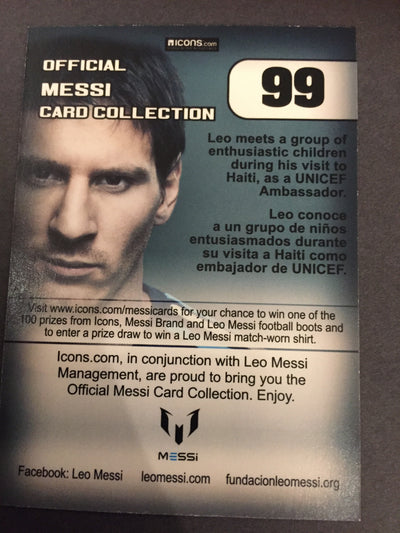 icons.com
OFFICIAL
MESSI
CARD COLLECTION
99
Leo meets a group of
enthusiastic children
during his visit to
Haiti, as a UNICEF
Ambassador.
Leo conoce
a un grupo de niños
entusiasmados durante
su visita a Haiti como
embajador de UNICEF.
Visit www.icons.com/messicards for your chance to win one of the
100 prizes from Icons, Messi Brand and Leo Messi football boots and
to enter a prize draw to win a Leo Messi match-worn shirt.
Icons.com, in conjunction with Leo Messi
Management, are proud to bring you the
Official Messi Card Collection. Enjoy.
MESSI
Facebook: Leo Messi leomessi.com fundacionleomessi.org